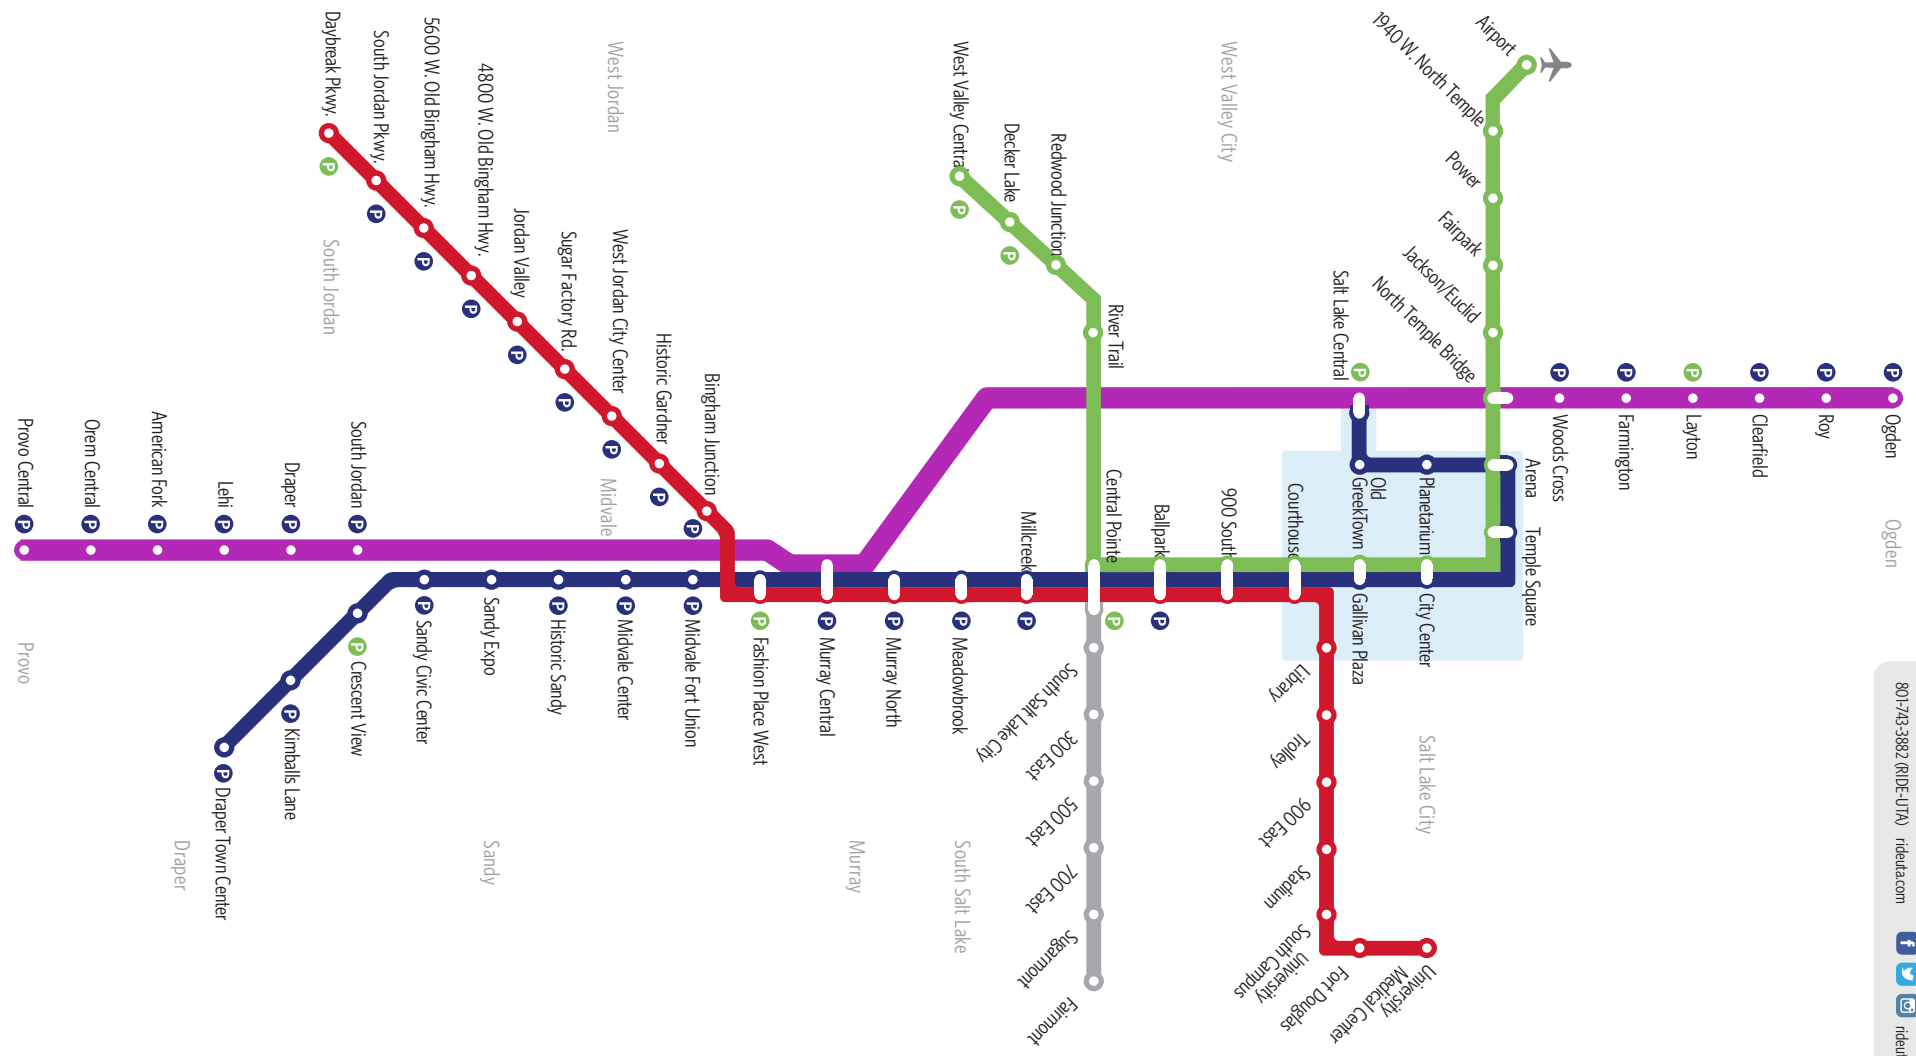 Ogden
Roy
Clearfield
Layton
Farmington
Woods Cross
Ogden
Airport
1940 W. North Temple
Power
Fairpark
Jackson/Euclid
North Temple Bridge
Arena
Temple Square
Salt Lake Central
Old
GreekTown
Planetarium
City Center
Gallivan Plaza
Courthouse
900 South
Ballpark
Central Pointe
River Trail
Redwood Junction
Decker Lake
West Valley Central
West Valley City
Library
Trolley
900 East
Stadium
University
South Campus
Fort Douglas
University
Medical Center
Salt Lake City
South Salt Lake City
300 East
500 East
700 East
Sugarmont
Fairmont
Millcreek
Meadowbrook
Murray North
Murray Central
Fashion Place West
South Salt Lake
Murray
Bingham Junction
Historic Gardner
West Jordan City Center
Sugar Factory Rd.
Jordan Valley
4800 W. Old Bingham Hwy.
5600 W. Old Bingham Hwy.
South Jordan Pkwy.
Daybreak Pkwy.
West Jordan
South Jordan
Midvale
Midvale Fort Union
Midvale Center
Historic Sandy
Sandy Expo
Sandy Civic Center
Crescent View
Kimballs Lane
Draper Town Center
Sandy
Draper
South Jordan
Draper
Lehi
American Fork
Orem Central
Provo Central
Provo
801-743-3882 (RIDE-UTA) rideuta.com